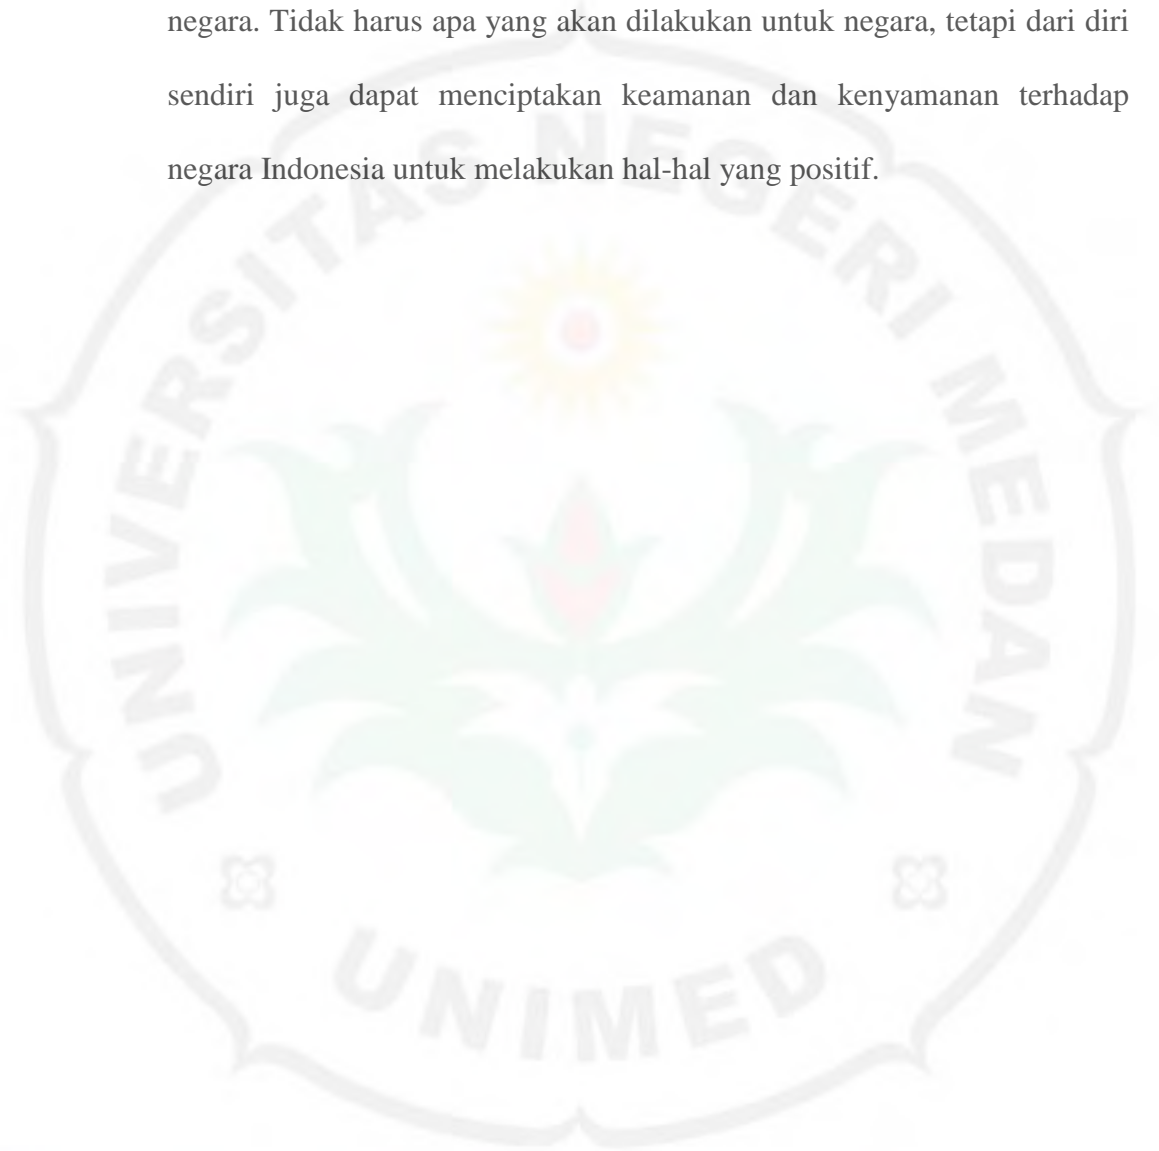 negara. Tidak harus apa yang akan dilakukan untuk negara, tetapi dari diri
sendiri juga dapat menciptakan keamanan dan kenyamanan terhadap
negara Indonesia untuk melakukan hal-hal yang positif.
UNIVERSITAS NEGERI MEDAN
UNIMED